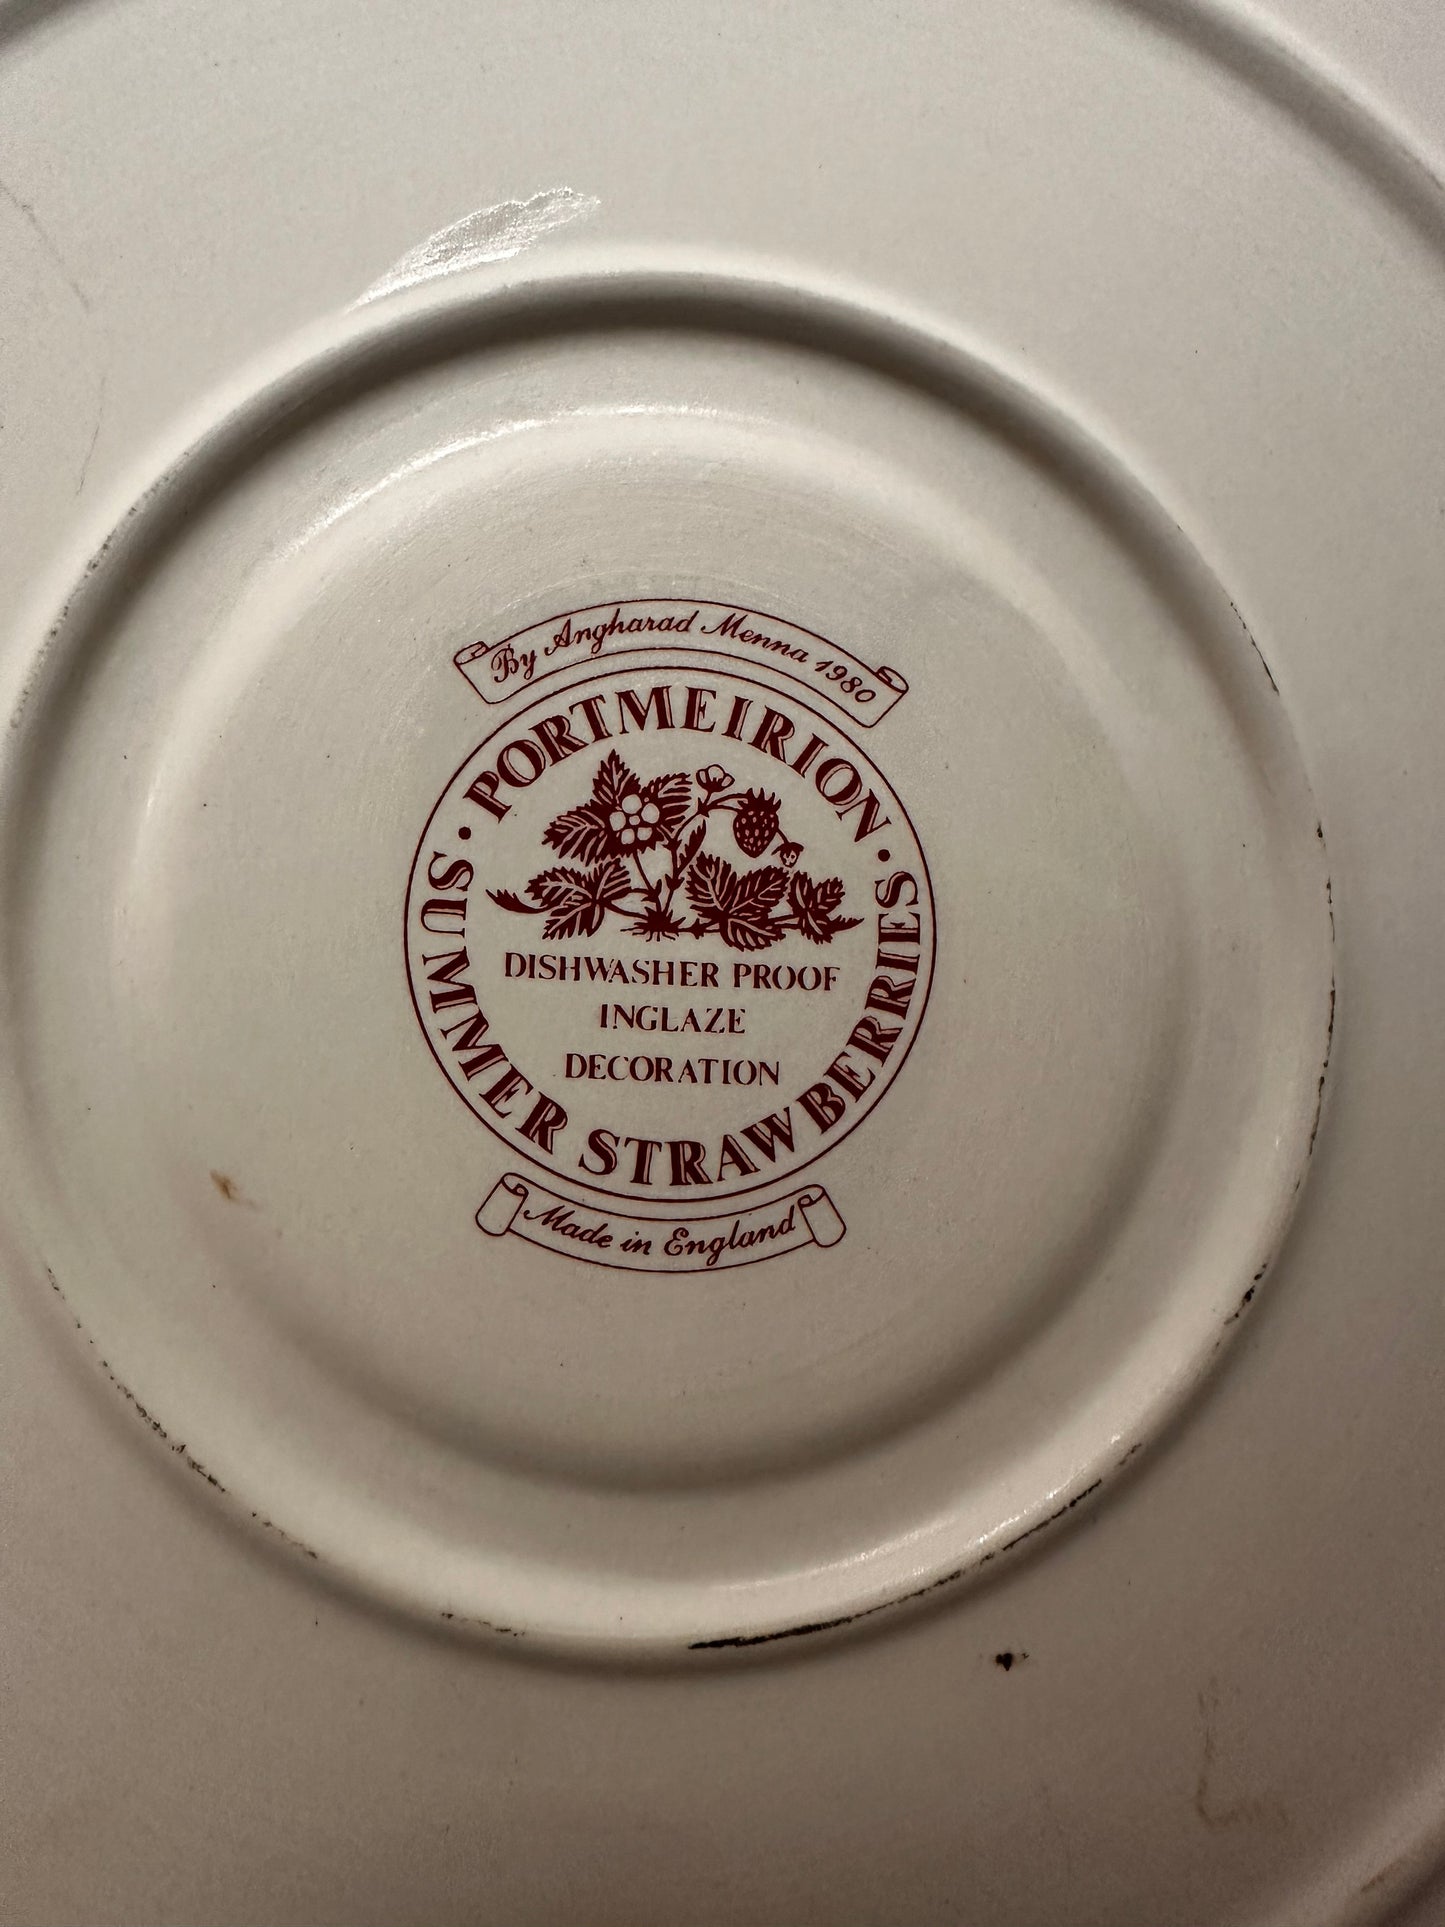 By Angharad Menna 1980
· PORTMEIRION ·
DISHWASHER PROOF
INGLAZE
DECORATION
SUMMER STRAWBERRIES
Made in England